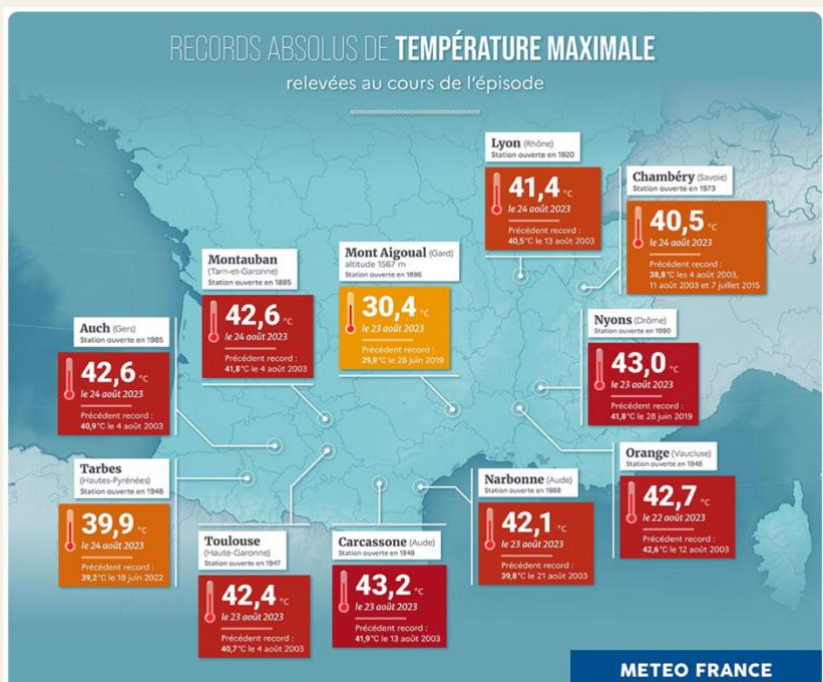 RECORDS ABSOLUS DE TEMPÉRATURE MAXIMALE
relevées au cours de l'épisode
Lyon (Rhône)
Station ouverte en 1920
41,4 °C
le 24 août 2023
Précédent record :
40,5°C le 13 août 2003
Chambéry (Savoie)
Station ouverte en 1973
40,5 °C
le 24 août 2023
Précédent record :
38,8°C les 4 août 2003,
11 août 2003 et 7 juillet 2015
Montauban
(Tarn-et-Garonne)
Station ouverte en 1885
42,6 °C
le 24 août 2023
Précédent record :
41,8°C le 4 août 2003
Mont Aigoual (Gard)
altitude 1567 m
Station ouverte en 1896
30,4 °C
le 23 août 2023
Précédent record :
29,9°C le 28 juin 2019
Auch (Gers)
Station ouverte en 1985
42,6 °C
le 24 août 2023
Précédent record :
40,9°C le 4 août 2003
Nyons (Drôme)
Station ouverte en 1990
43,0 °C
le 23 août 2023
Précédent record :
41,8°C le 28 juin 2019
Tarbes
(Hautes-Pyrénées)
Station ouverte en 1948
39,9 °C
le 24 août 2023
Précédent record :
39,2°C le 18 juin 2022
Toulouse
(Haute-Garonne)
Station ouverte en 1947
42,4 °C
le 23 août 2023
Précédent record :
40,7°C le 4 août 2003
Carcassone (Aude)
Station ouverte en 1948
43,2 °C
le 23 août 2023
Précédent record :
41,9°C le 13 août 2003
Narbonne (Aude)
Station ouverte en 1988
42,1 °C
le 23 août 2023
Précédent record :
39,8°C le 21 août 2003
Orange (Vaucluse)
Station ouverte en 1948
42,7 °C
le 22 août 2023
Précédent record :
42,6°C le 12 août 2003
METEO FRANCE